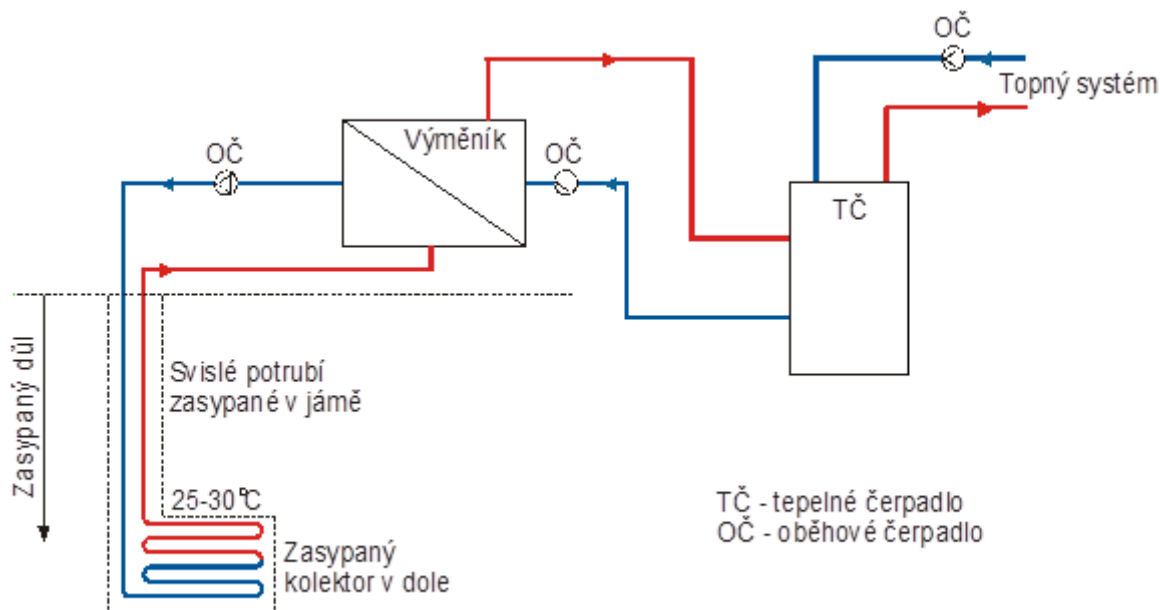 OČ
Topný systém
Výměník
OČ
OČ
TČ
Zasypaný důl
Svislé potrubí
zasypané v jámě
25-30°C
Zasypaný
kolektor v dole
TČ - tepelné čerpadlo
OČ - oběhové čerpadlo